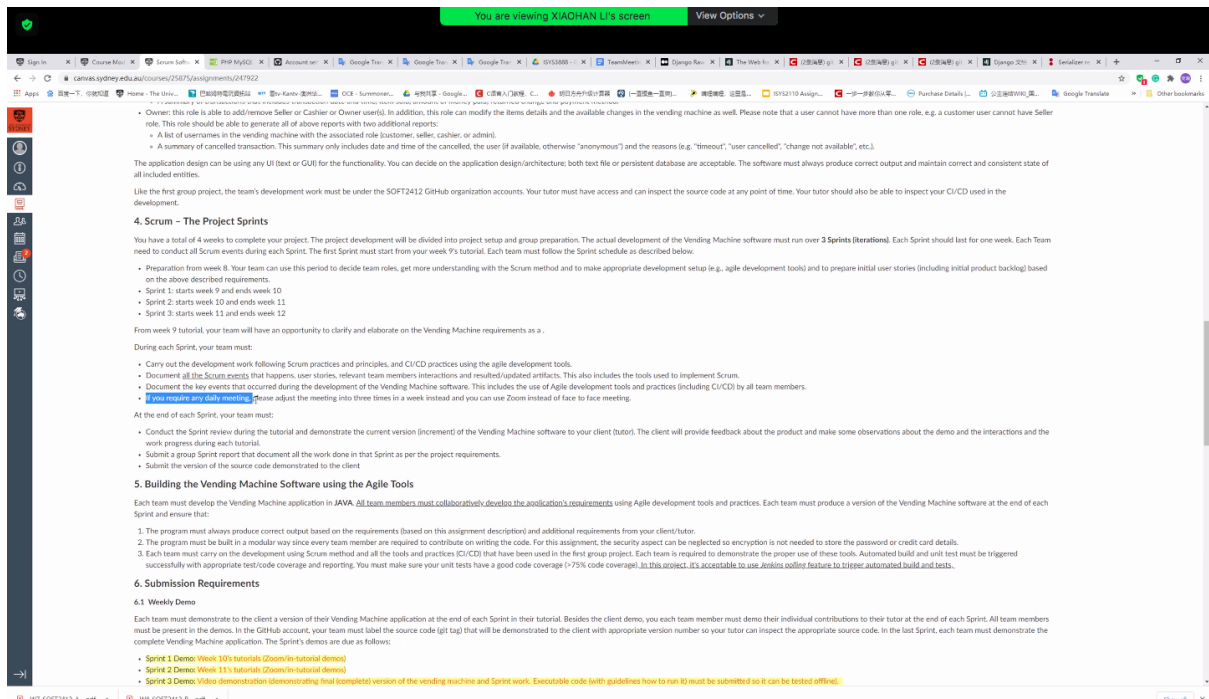 You are viewing XIAOHAN LI's screen
View Options
Sign In
Course Mo
Scrum Softw
PHP MySQL
Account set
Google Tran
Google Tran
Google Tran
ISYS5888 - C
TeamMeetin
Django Rav
The Web for
Serializer re
canvas.sydney.edu.au/courses/25875/assignments/247922
Apps
百度一下，你就知道
Home - The Univ...
OCE - Summoner...
Google...
ISYS2110 Assign...
Purchase Details |...
Google Translate
Other bookmarks
Owner: this role is able to add/remove Seller or Cashier or Owner user(s). In addition, this role can modify the items details and the available changes in the vending machine as well. Please note that a user cannot have more than one role, e.g. a customer user cannot have Seller
role. This role should be able to generate all of above reports with two additional reports:
A list of usernames in the vending machine with the associated role (customer, seller, cashier, or admin).
A summary of cancelled transaction. This summary only includes date and time of the cancelled, the user (if available, otherwise "anonymous") and the reasons (e.g. "timeout", "user cancelled", "change not available", etc.).
The application design can be using any UI (text or GUI) for the functionality. You can decide on the application design/architecture; both text file or persistent database are acceptable. The software must always produce correct output and maintain correct and consistent state of
all included entities.
Like the first group project, the team's development work must be under the SOFT2412 GitHub organization accounts. Your tutor must have access and can inspect the source code at any point of time. Your tutor should also be able to inspect your CI/CD used in the
development.
4. Scrum – The Project Sprints
You have a total of 4 weeks to complete your project. The project development will be divided into project setup and group preparation. The actual development of the Vending Machine software must run over 3 Sprints (iterations). Each Sprint should last for one week. Each Team
need to conduct all Scrum events during each Sprint. The first Sprint must start from your week 9's tutorial. Each team must follow the Sprint schedule as described below.
Preparation from week 8. Your team can use this period to decide team roles, get more understanding with the Scrum method and to make appropriate development setup (e.g., agile development tools) and to prepare initial user stories (including initial product backlog) based
on the above described requirements.
Sprint 1: starts week 9 and ends week 10
Sprint 2: starts week 10 and ends week 11
Sprint 3: starts week 11 and ends week 12
From week 9 tutorial, your team will have an opportunity to clarify and elaborate on the Vending Machine requirements as a .
During each Sprint, your team must:
Carry out the development work following Scrum practices and principles, and CI/CD practices using the agile development tools.
Document all the Scrum events that happens, user stories, relevant team members interactions and resulted/updated artifacts. This also includes the tools used to implement Scrum.
Document the key events that occurred during the development of the Vending Machine software. This includes the use of Agile development tools and practices (including CI/CD) by all team members.
If you require any daily meeting, please adjust the meeting into three times in a week instead and you can use Zoom instead of face to face meeting.
At the end of each Sprint, your team must:
Conduct the Sprint review during the tutorial and demonstrate the current version (increment) of the Vending Machine software to your client (tutor). The client will provide feedback about the product and make some observations about the demo and the interactions and the
work progress during each tutorial.
Submit a group Sprint report that document all the work done in that Sprint as per the project requirements.
Submit the version of the source code demonstrated to the client
5. Building the Vending Machine Software using the Agile Tools
Each team must develop the Vending Machine application in JAVA. All team members must collaboratively develop the application's requirements using Agile development tools and practices. Each team must produce a version of the Vending Machine software at the end of each
Sprint and ensure that:
1. The program must always produce correct output based on the requirements (based on this assignment description) and additional requirements from your client/tutor.
2. The program must be built in a modular way since every team member are required to contribute on writing the code. For this assignment, the security aspect can be neglected so encryption is not needed to store the password or credit card details.
3. Each team must carry on the development using Scrum method and all the tools and practices (CI/CD) that have been used in the first group project. Each team is required to demonstrate the proper use of these tools. Automated build and unit test must be triggered
successfully with appropriate test/code coverage and reporting. You must make sure your unit tests have a good code coverage (>75% code coverage). In this project, it's acceptable to use Jenkins polling feature to trigger automated build and tests.
6. Submission Requirements
6.1 Weekly Demo
Each team must demonstrate to the client a version of their Vending Machine application at the end of each Sprint in their tutorial. Besides the client demo, you each team member must demo their individual contributions to their tutor at the end of each Sprint. All team members
must be present in the demos. In the GitHub account, your team must label the source code (git tag) that will be demonstrated to the client with appropriate version number so your tutor can inspect the appropriate source code. In the last Sprint, each team must demonstrate the
complete Vending Machine application. The Sprint's demos are due as follows:
Sprint 1 Demo: Week 10's tutorials (Zoom/in-tutorial demos)
Sprint 2 Demo: Week 11's tutorials (Zoom/in-tutorial demos)
Sprint 3 Demo: Video demonstration (demonstrating final (complete) version of the vending machine and Sprint work. Executable code (with guidelines how to run it) must be submitted so it can be tested offline).